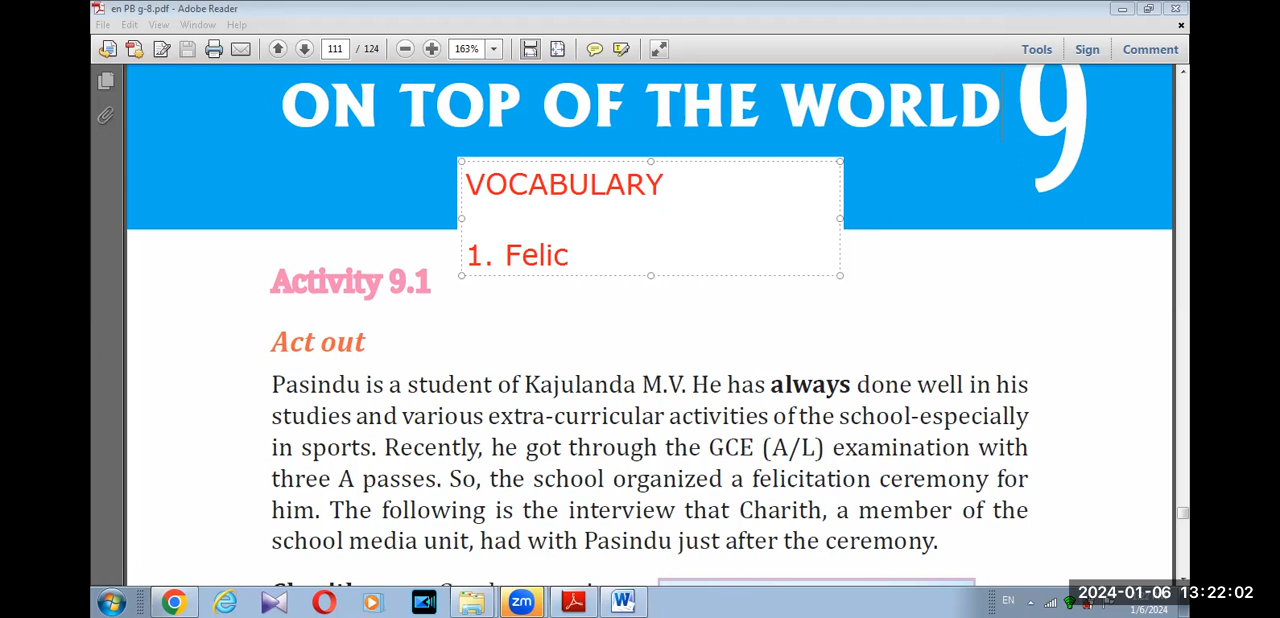 en PB g-8.pdf - Adobe Reader
File Edit View Window Help
111 / 124 163% Tools Sign Comment
ON TOP OF THE WORLD 9
VOCABULARY
1. Felic
Activity 9.1
Act out
Pasindu is a student of Kajulanda M.V. He has always done well in his
studies and various extra-curricular activities of the school-especially
in sports. Recently, he got through the GCE (A/L) examination with
three A passes. So, the school organized a felicitation ceremony for
him. The following is the interview that Charith, a member of the
school media unit, had with Pasindu just after the ceremony.
zm
EN
2024-01-06 13:22:02
1/6/2024